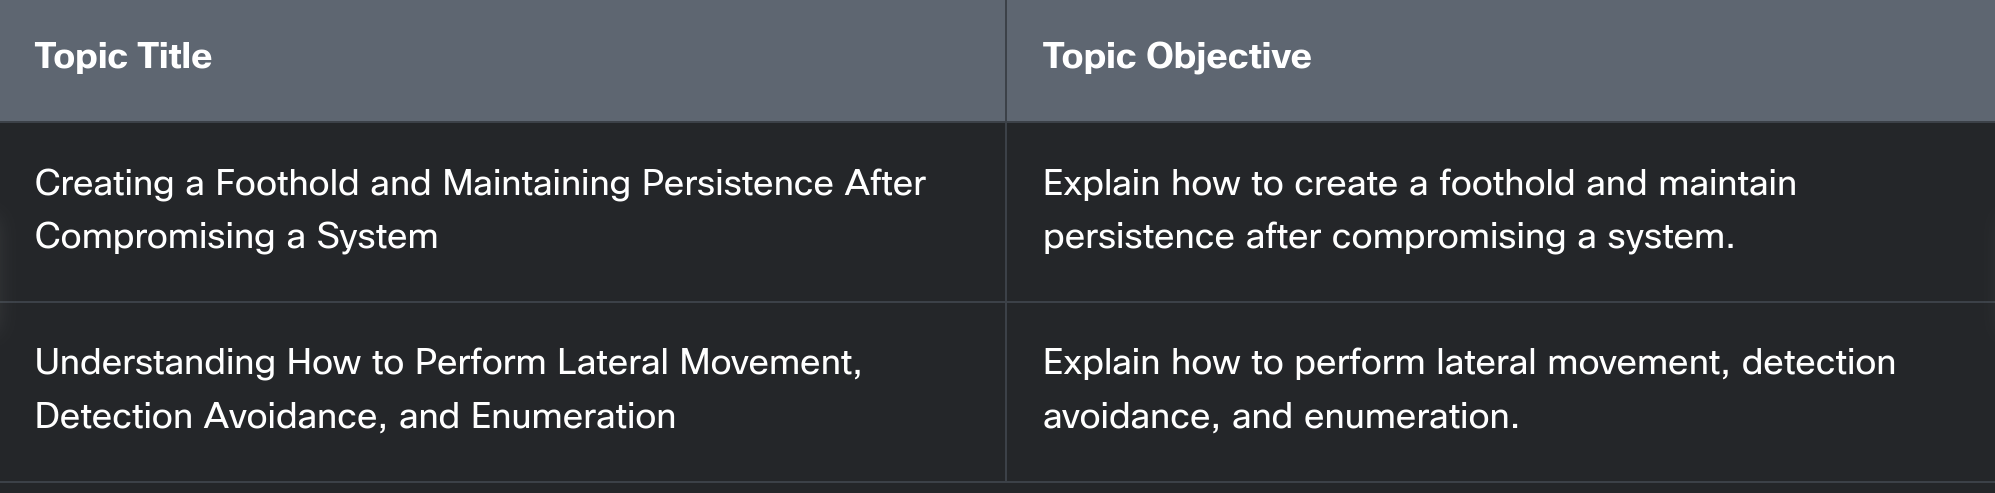 Topic Title
Topic Objective
Creating a Foothold and Maintaining Persistence After
Compromising a System
Explain how to create a foothold and maintain
persistence after compromising a system.
Understanding How to Perform Lateral Movement,
Detection Avoidance, and Enumeration
Explain how to perform lateral movement, detection
avoidance, and enumeration.